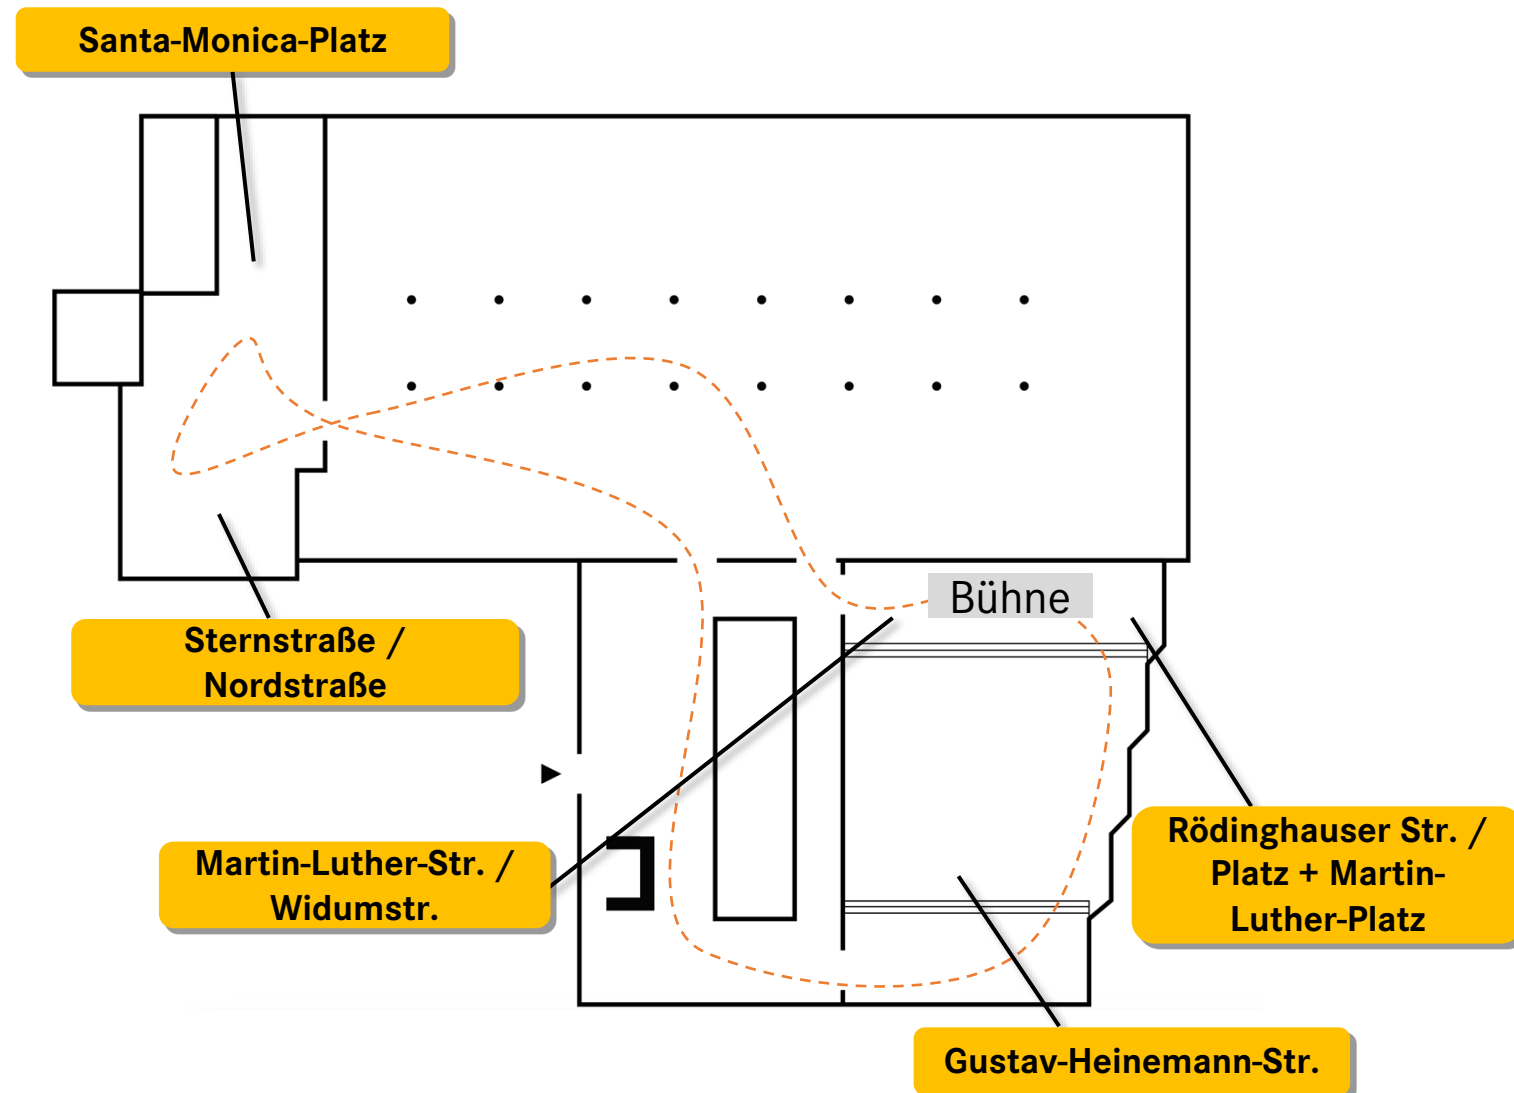 Santa-Monica-Platz
Bühne
Sternstraße /
Nordstraße
Martin-Luther-Str. /
Widumstr.
Rödinghauser Str. /
Platz + Martin-
Luther-Platz
Gustav-Heinemann-Str.